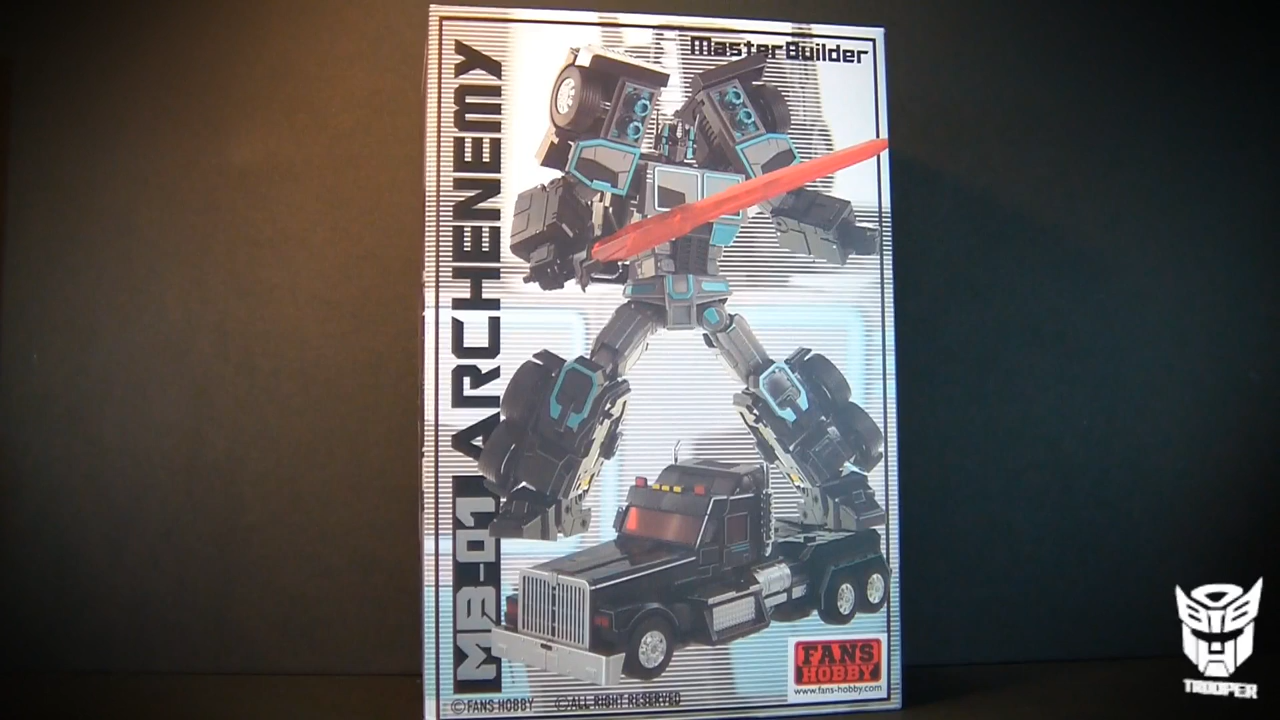 MasterBuilder
MB-01 ARCHENEMY
FANS
HOBBY
www.fans-hobby.com
©FANS HOBBY ©ALL RIGHT RESERVED
TROOPER